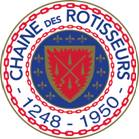 CHAINE DES ROTISSEURS
- 1248 - 1950 -